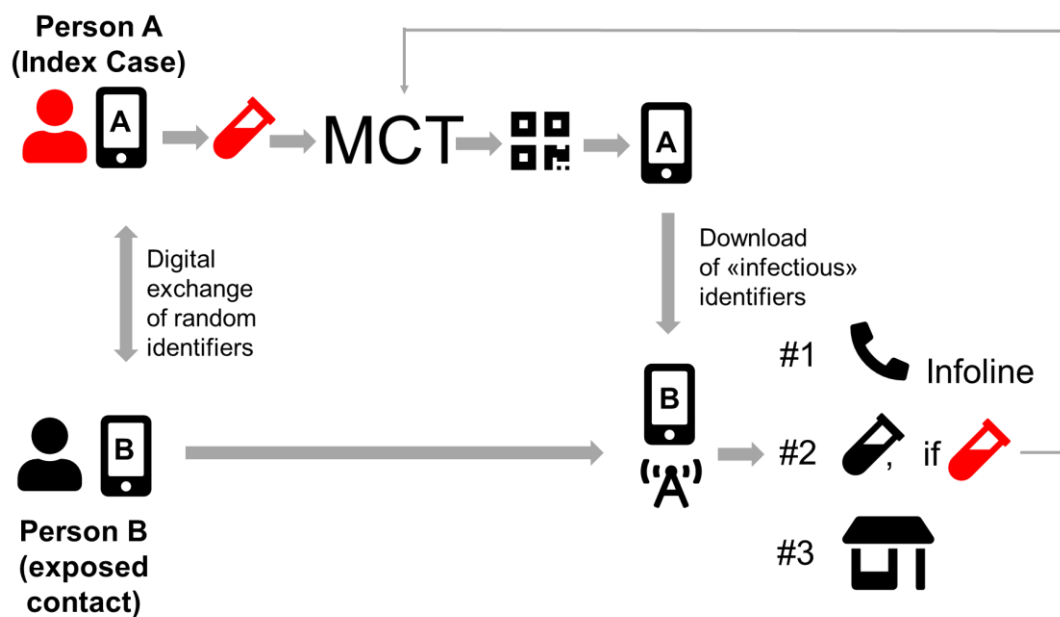 Person A
(Index Case)
A
MCT
A
Digital
exchange
of random
identifiers
Download
of «infectious»
identifiers
#1
Infoline
B
B
#2 , if
#3
Person B
(exposed
contact)